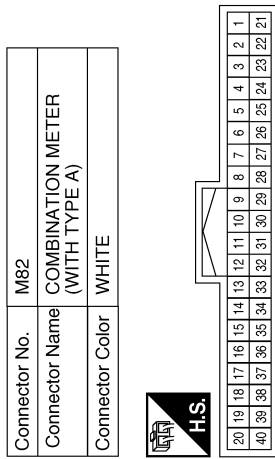 Connector No. M82
Connector Name COMBINATION METER
(WITH TYPE A)
Connector Color WHITE
H.S.
20 19 18 17 16 15 14 13 12 11 10 9 8 7 6 5 4 3 2 1
40 39 38 37 36 35 34 33 32 31 30 29 28 27 26 25 24 23 22 21